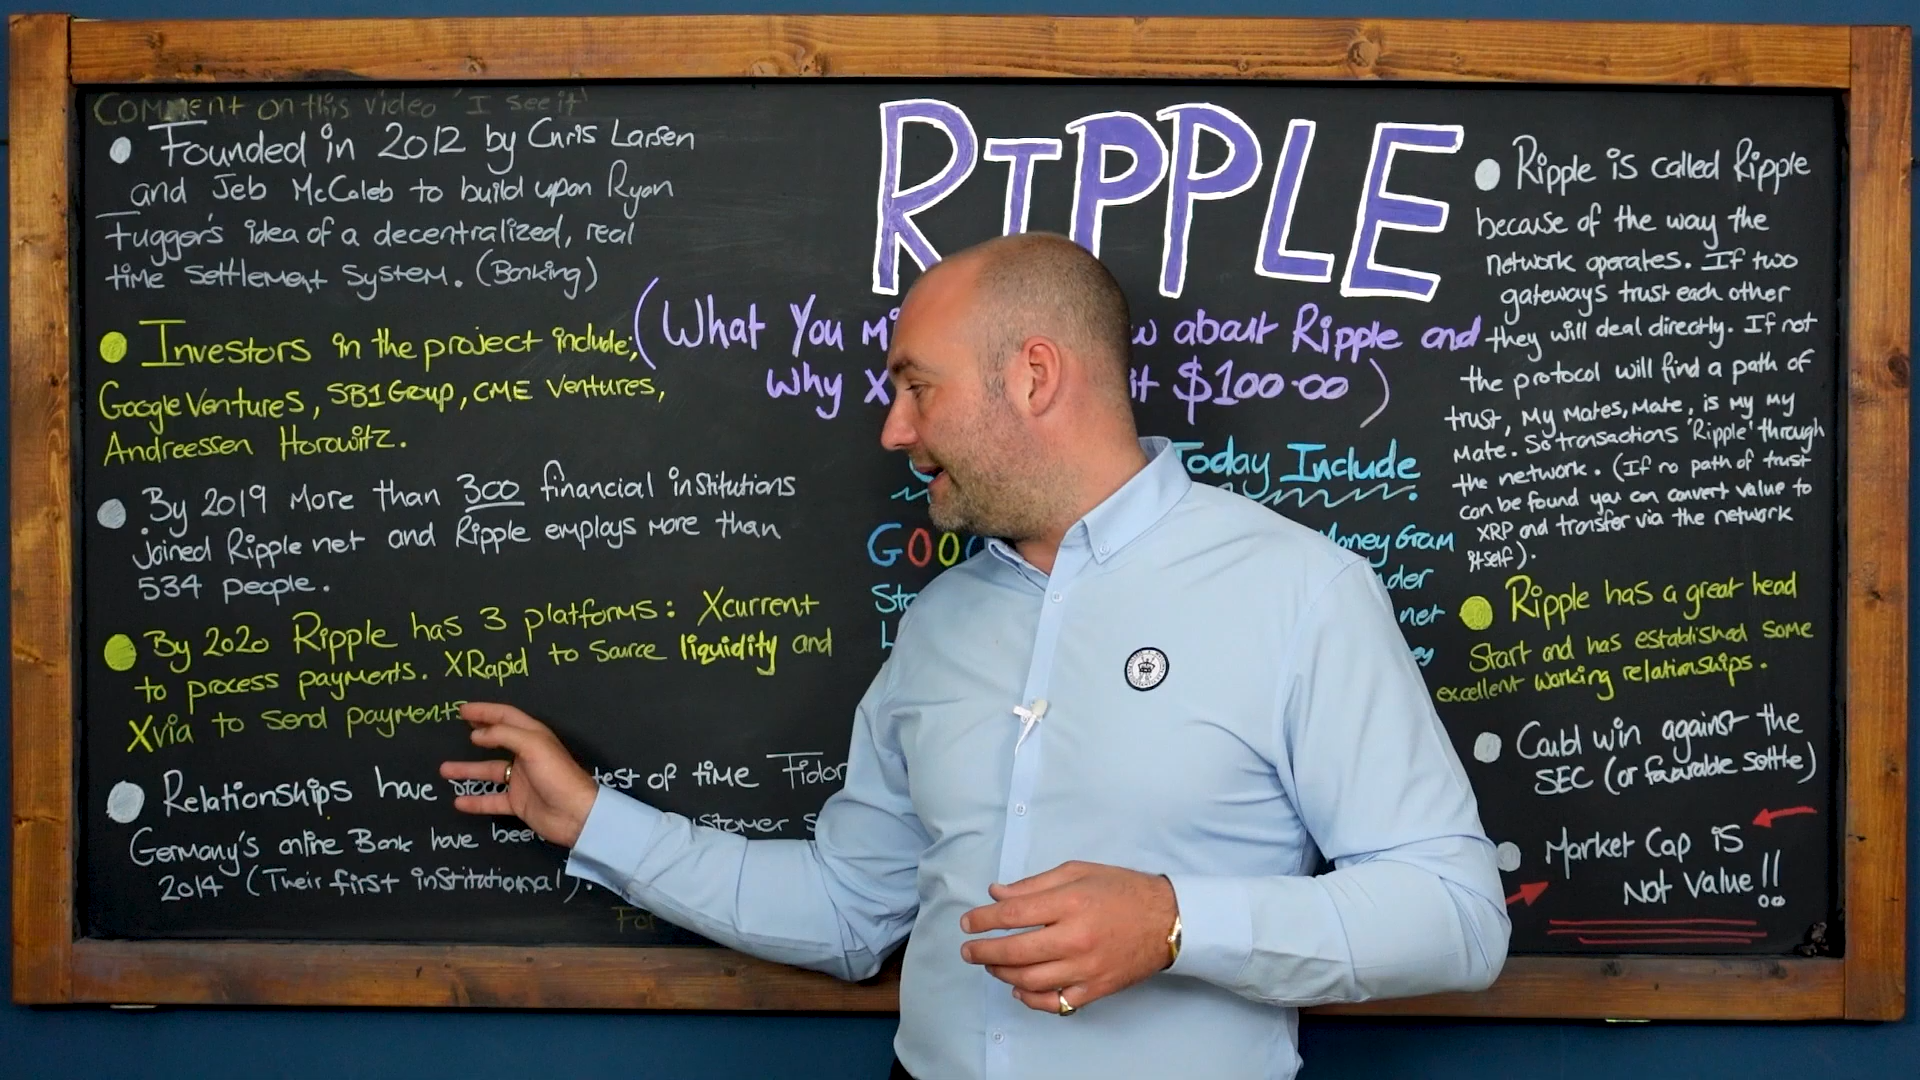 Comment on this video 'I see it'
Founded in 2012 by Chris Larsen
and Jeb McCaleb to build upon Ryan
Fugger's idea of a decentralized, real
time Settlement System. (Banking)
Investors in the project include;
Google Ventures, SBI Group, CME Ventures,
Andreessen Horowitz.
By 2019 More than 300 financial institutions
joined Ripple net and Ripple employs more than
534 people.
By 2020 Ripple has 3 platforms: Xcurrent
to process payments. XRapid to Source liquidity and
Xvia to send payments
Relationships have test of time Fidor
Germany's online Bank have been
2014 (Their first institutional).
RIPPLE
(What You about Ripple and
Why it $100.00)
Today Include
Money Gram
net
Ripple is called Ripple
because of the way the
network operates. If two
gateways trust each other
they will deal directly. If not
the protocol will find a path of
trust, My Mates, Mate, is my my
Mate. So transactions 'Ripple' through
the network. (If no path of trust
can be found you can convert value to
XRP and transfer via the network
itself).
Ripple has a great head
Start and has established some
excellent working relationships.
Could win against the
SEC (or favarable settle)
Market Cap is
Not Value!!